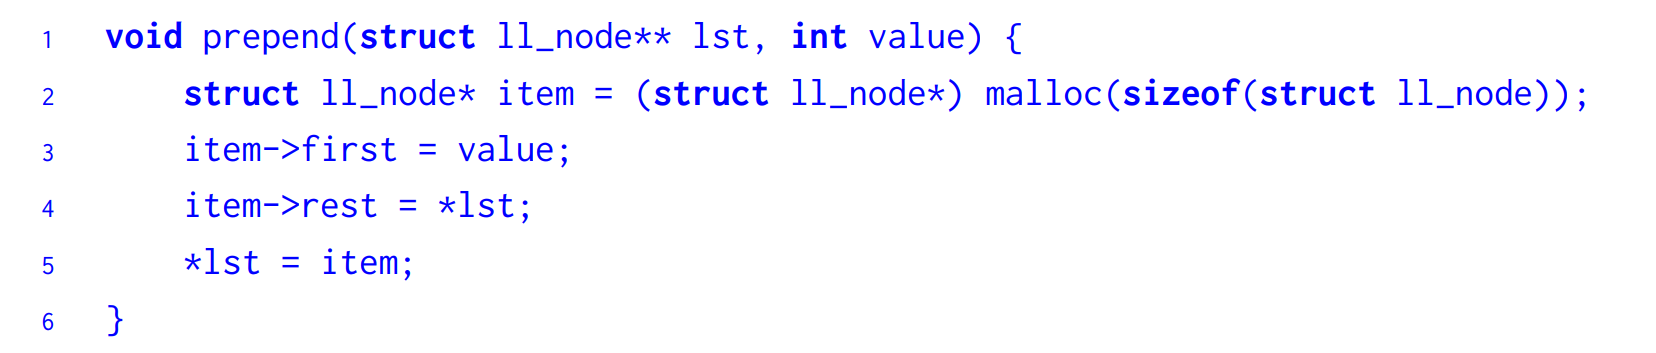 1 void prepend(struct ll_node** lst, int value) {
2 struct ll_node* item = (struct ll_node*) malloc(sizeof(struct ll_node));
3 item->first = value;
4 item->rest = *lst;
5 *lst = item;
6 }